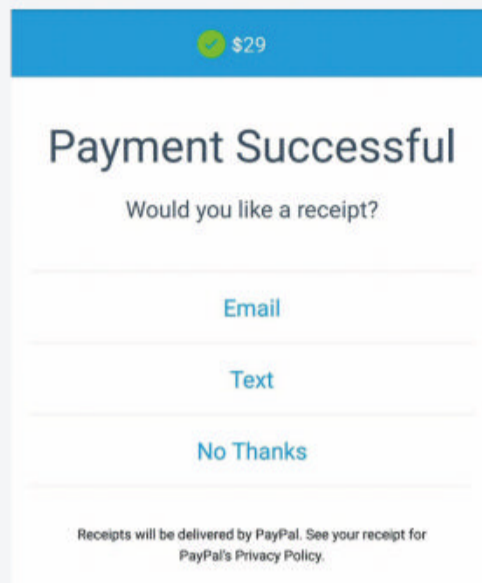 $29
Payment Successful
Would you like a receipt?
Email
Text
No Thanks
Receipts will be delivered by PayPal. See your receipt for
PayPal's Privacy Policy.